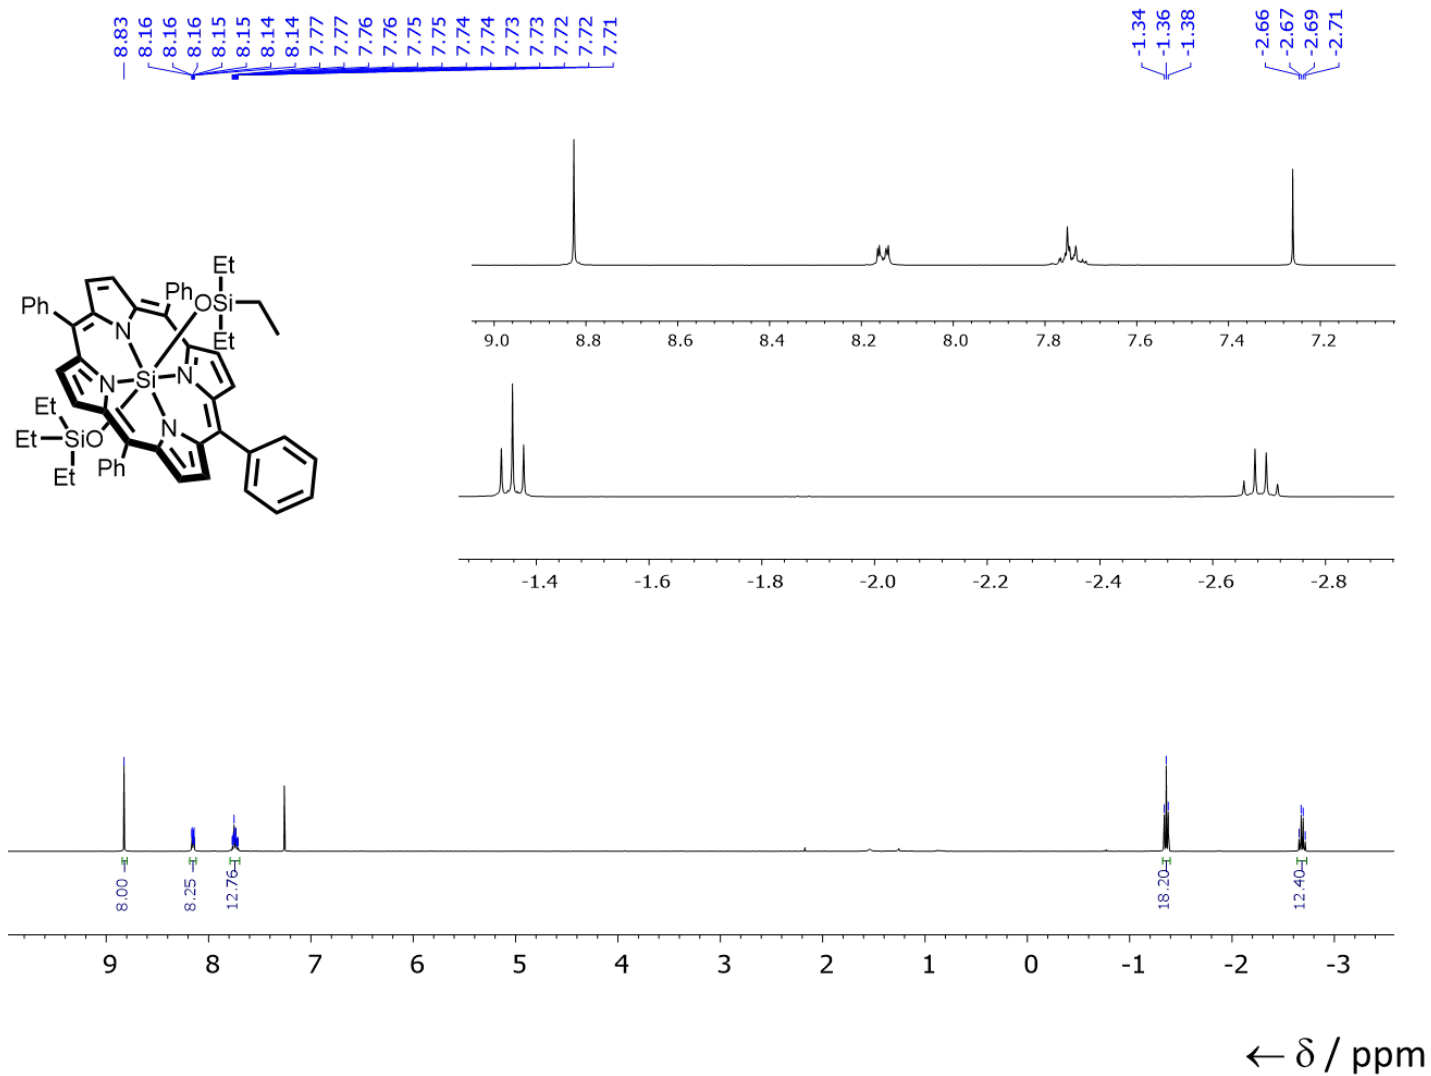 8.83 8.16 8.16 8.16 8.15 8.15 8.14 8.14 7.77 7.77 7.76 7.76 7.75 7.75 7.74 7.74 7.73 7.73 7.72 7.72 7.71 -1.34 -1.36 -1.38 -2.66 -2.67 -2.69 -2.71
9.0 8.8 8.6 8.4 8.2 8.0 7.8 7.6 7.4 7.2
Et
Ph
Ph
OSi
Et
N
N
Si
N
N
Et
Et
SiO
Et
Ph
-1.4 -1.6 -1.8 -2.0 -2.2 -2.4 -2.6 -2.8
8.00 8.25 12.76 18.20 12.40
9 8 7 6 5 4 3 2 1 0 -1 -2 -3
← δ / ppm